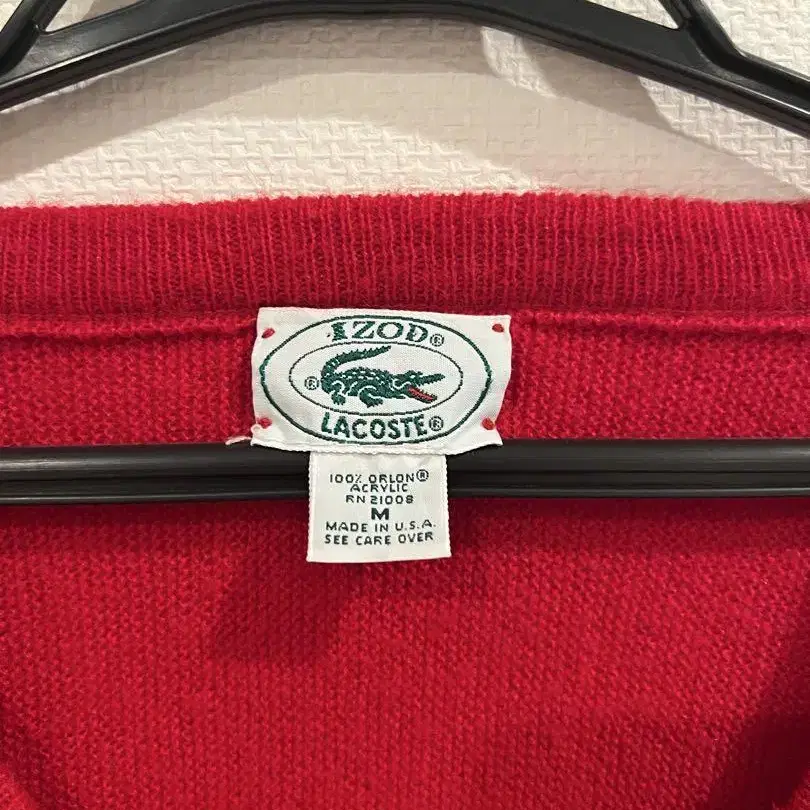 IZOD®
®
LACOSTE®
100% ORLON®
ACRYLIC
RN 21008
M
MADE IN U.S.A.
SEE CARE OVER